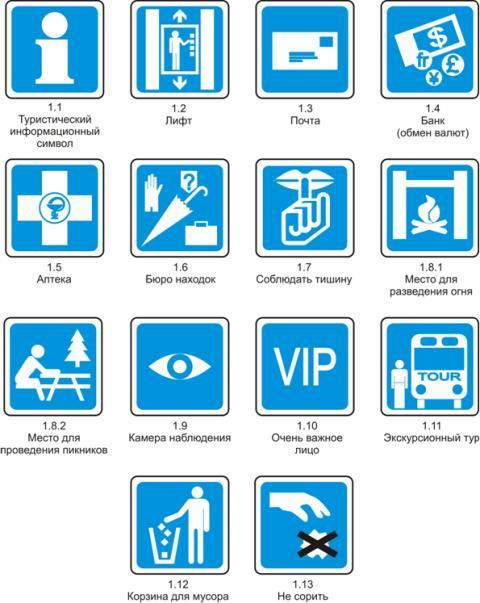 1.1
Туристический
информационный
символ
1.2
Лифт
1.3
Почта
$
£
¥
1.4
Банк
(обмен валют)
1.5
Аптека
?
1.6
Бюро находок
1.7
Соблюдать тишину
1.8.1
Место для
разведения огня
1.8.2
Место для
проведения пикников
1.9
Камера наблюдения
VIP
1.10
Очень важное
лицо
TOUR
1.11
Экскурсионный тур
1.12
Корзина для мусора
1.13
Не сорить